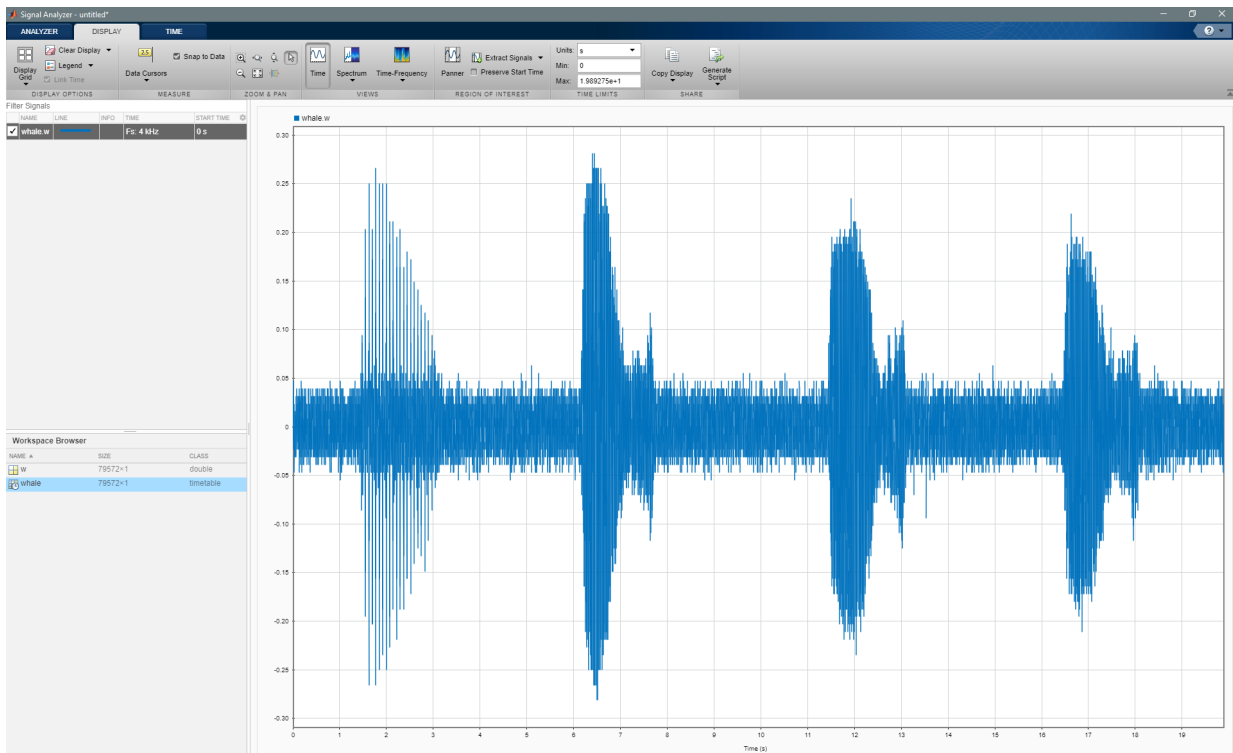 Signal Analyzer - untitled*
ANALYZER DISPLAY TIME
Display Grid
Clear Display
Legend
Link Time
DISPLAY OPTIONS
3.5
Data Cursors
Snap to Data
MEASURE
ZOOM & PAN
Time
Spectrum
Time-Frequency
VIEWS
Panner
Extract Signals
Preserve Start Time
REGION OF INTEREST
Units: s
Min: 0
Max: 1.989275e+1
TIME LIMITS
Copy Display
Generate Script
SHARE
Filter Signals
NAME LINE INFO TIME START TIME
whale.w Fs: 4 kHz 0 s
Workspace Browser
NAME SIZE CLASS
w 79572×1 double
whale 79572×1 timetable
whale.w
0.30
0.25
0.20
0.15
0.10
0.05
0
-0.05
-0.10
-0.15
-0.20
-0.25
-0.30
0 1 2 3 4 5 6 7 8 9 10 11 12 13 14 15 16 17 18 19
Time (s)